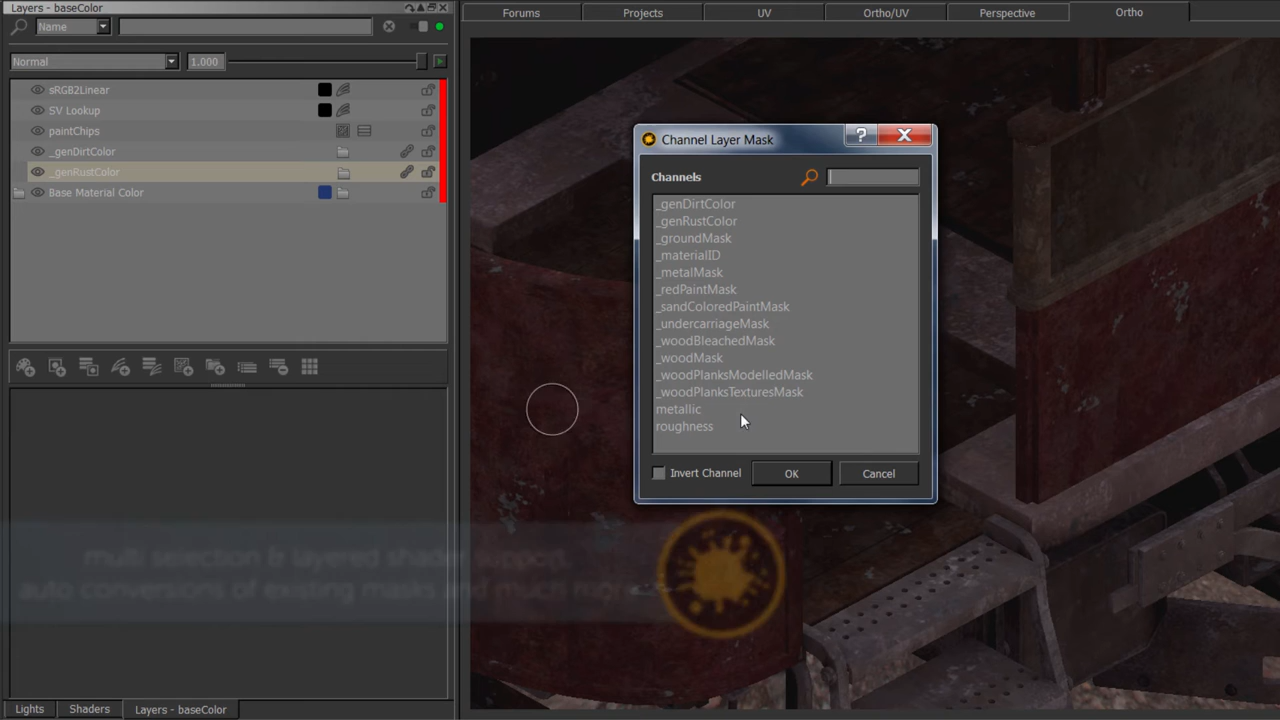 Layers - baseColor
Name
Normal
1.000
sRGB2Linear
SV Lookup
paintChips
_genDirtColor
_genRustColor
Base Material Color
Lights
Shaders
Layers - baseColor
Forums
Projects
UV
Ortho/UV
Perspective
Ortho
Channel Layer Mask
?
Channels
_genDirtColor
_genRustColor
_groundMask
_materialID
_metalMask
_redPaintMask
_sandColoredPaintMask
_undercarriageMask
_woodBleachedMask
_woodMask
_woodPlanksModelledMask
_woodPlanksTexturesMask
metallic
roughness
Invert Channel
OK
Cancel
multi selection & layered shader support
auto conversions of existing masks and much more